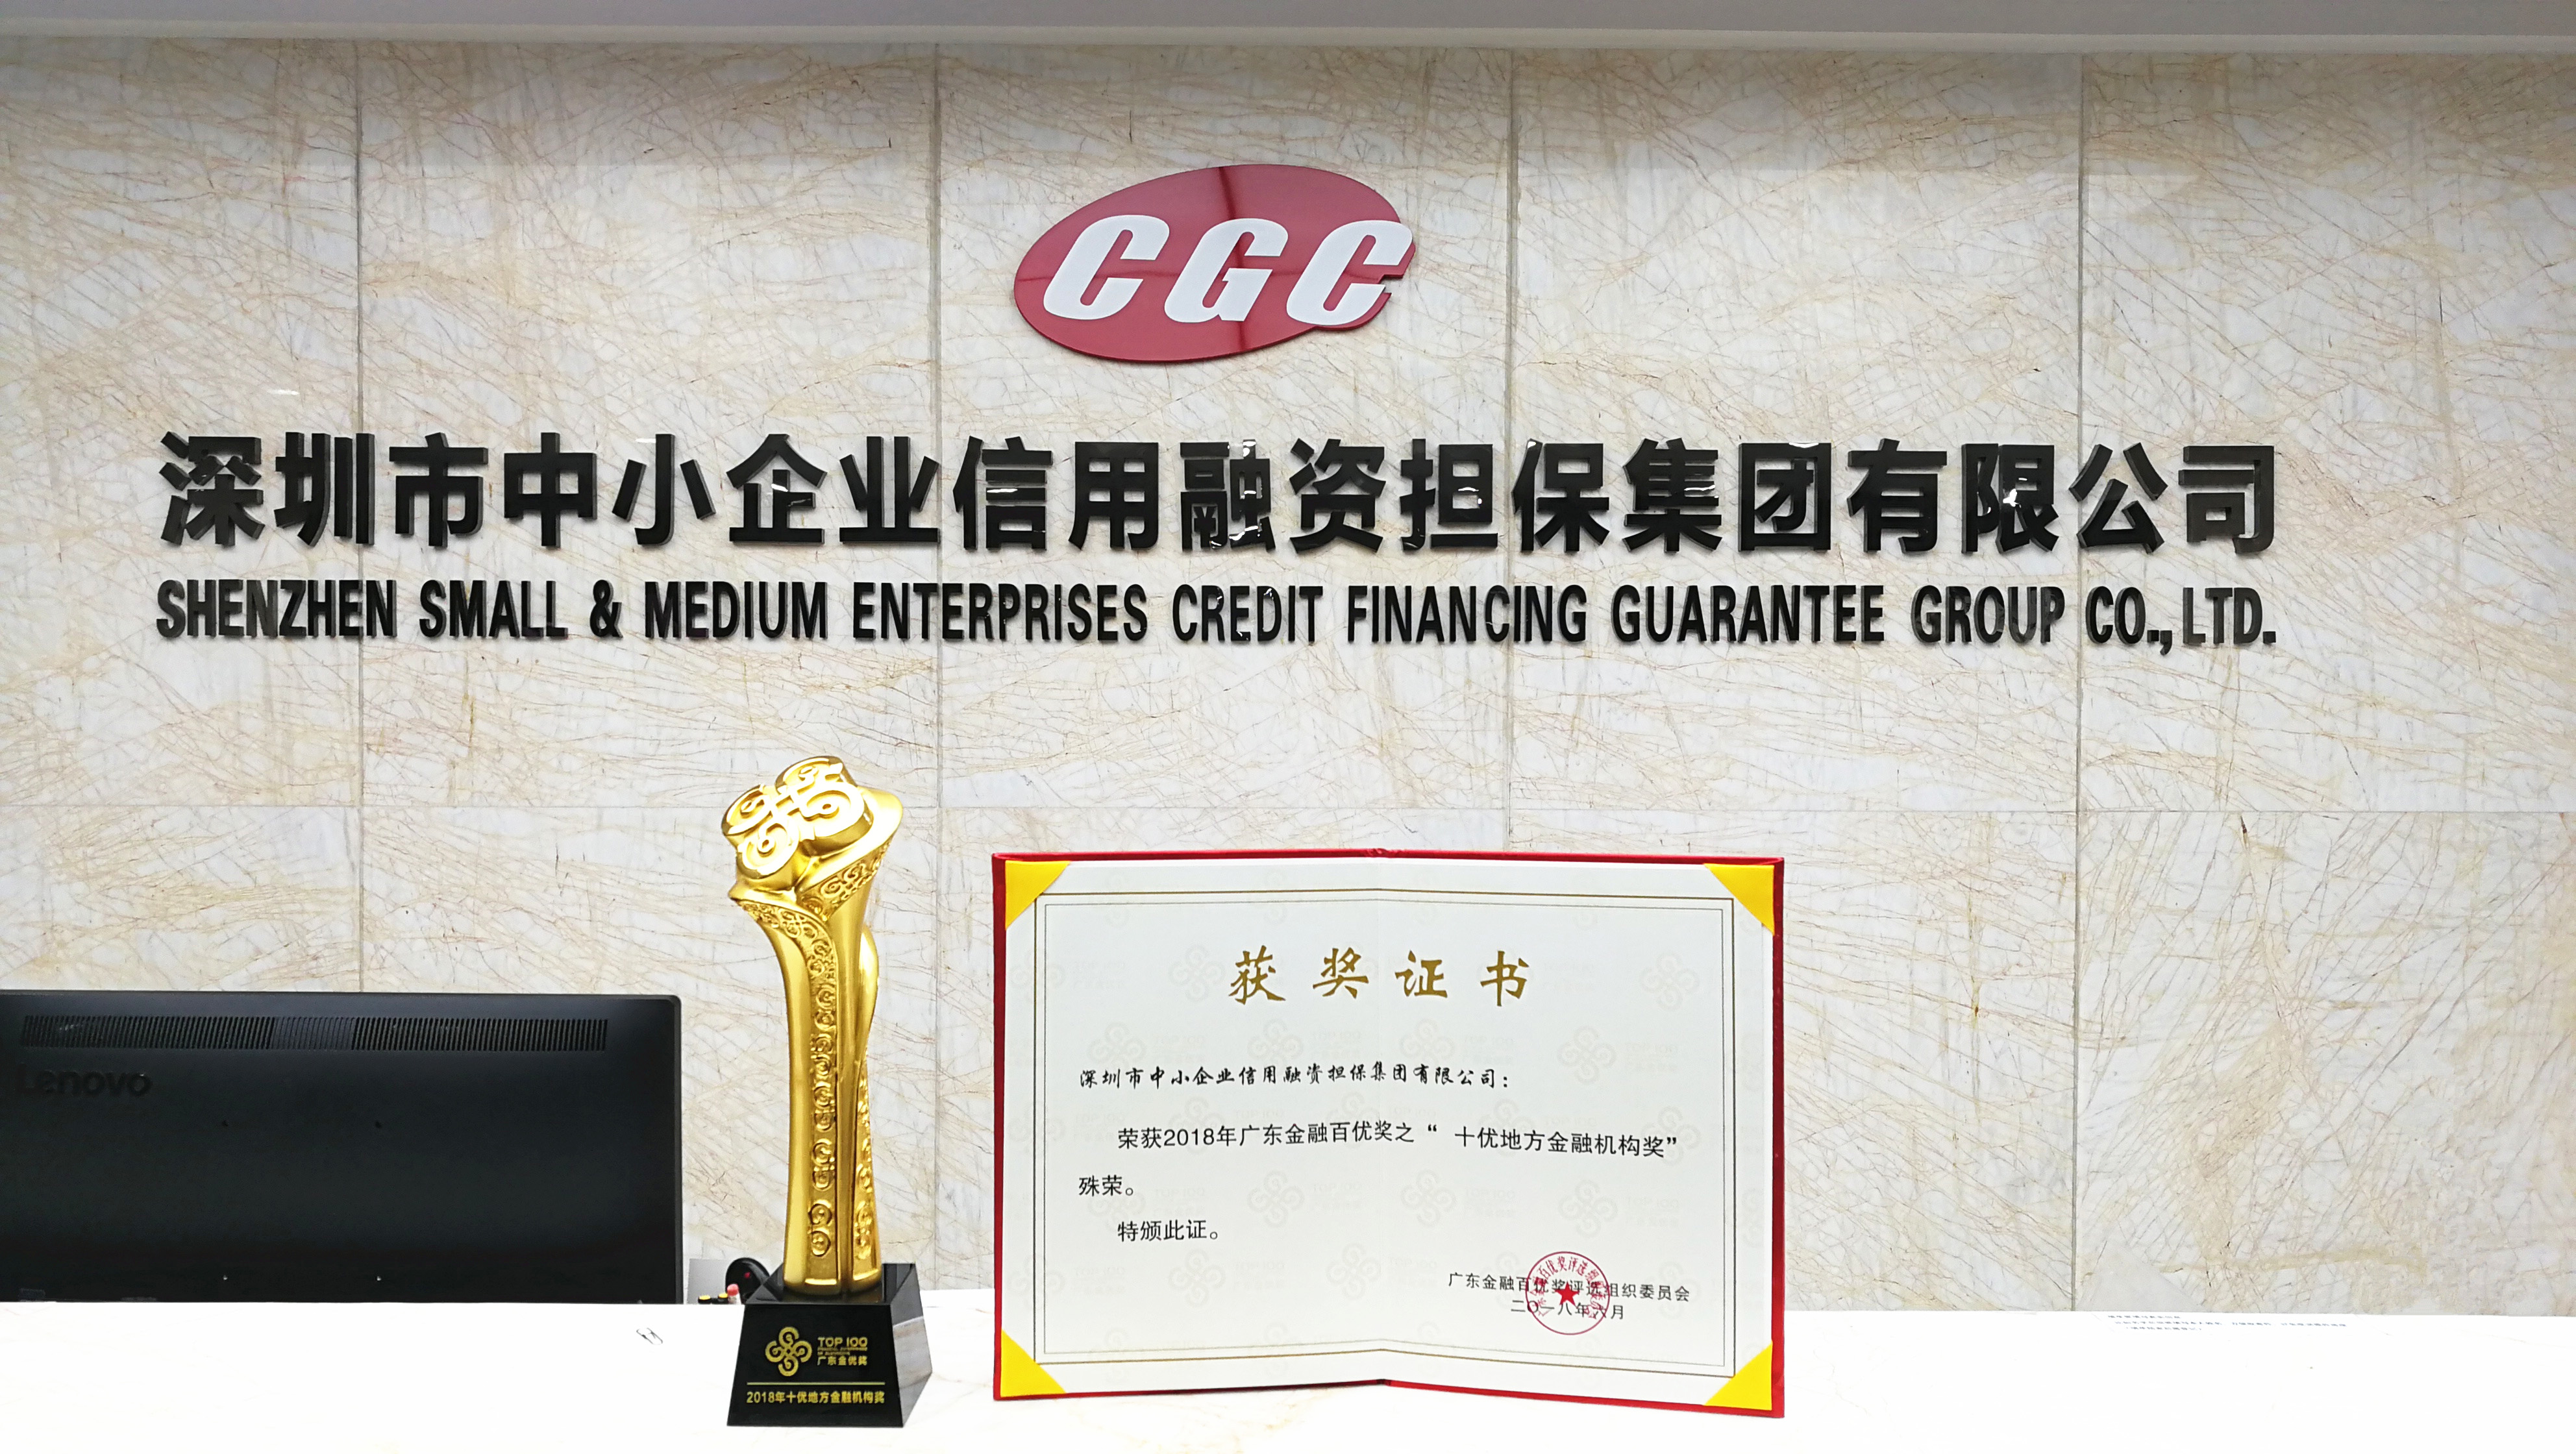 CGC
深圳市中小企业信用融资担保集团有限公司
SHENZHEN SMALL & MEDIUM ENTERPRISES CREDIT FINANCING GUARANTEE GROUP CO., LTD.
Lenovo
TOP 100
广东金优奖
2018年十优地方金融机构奖
获奖证书
深圳市中小企业信用融资担保集团有限公司：
荣获2018年广东金融百优奖之“ 十优地方金融机构奖”
殊荣。
特颁此证。
广东金融百优奖评选组织委员会
二〇一八年六月